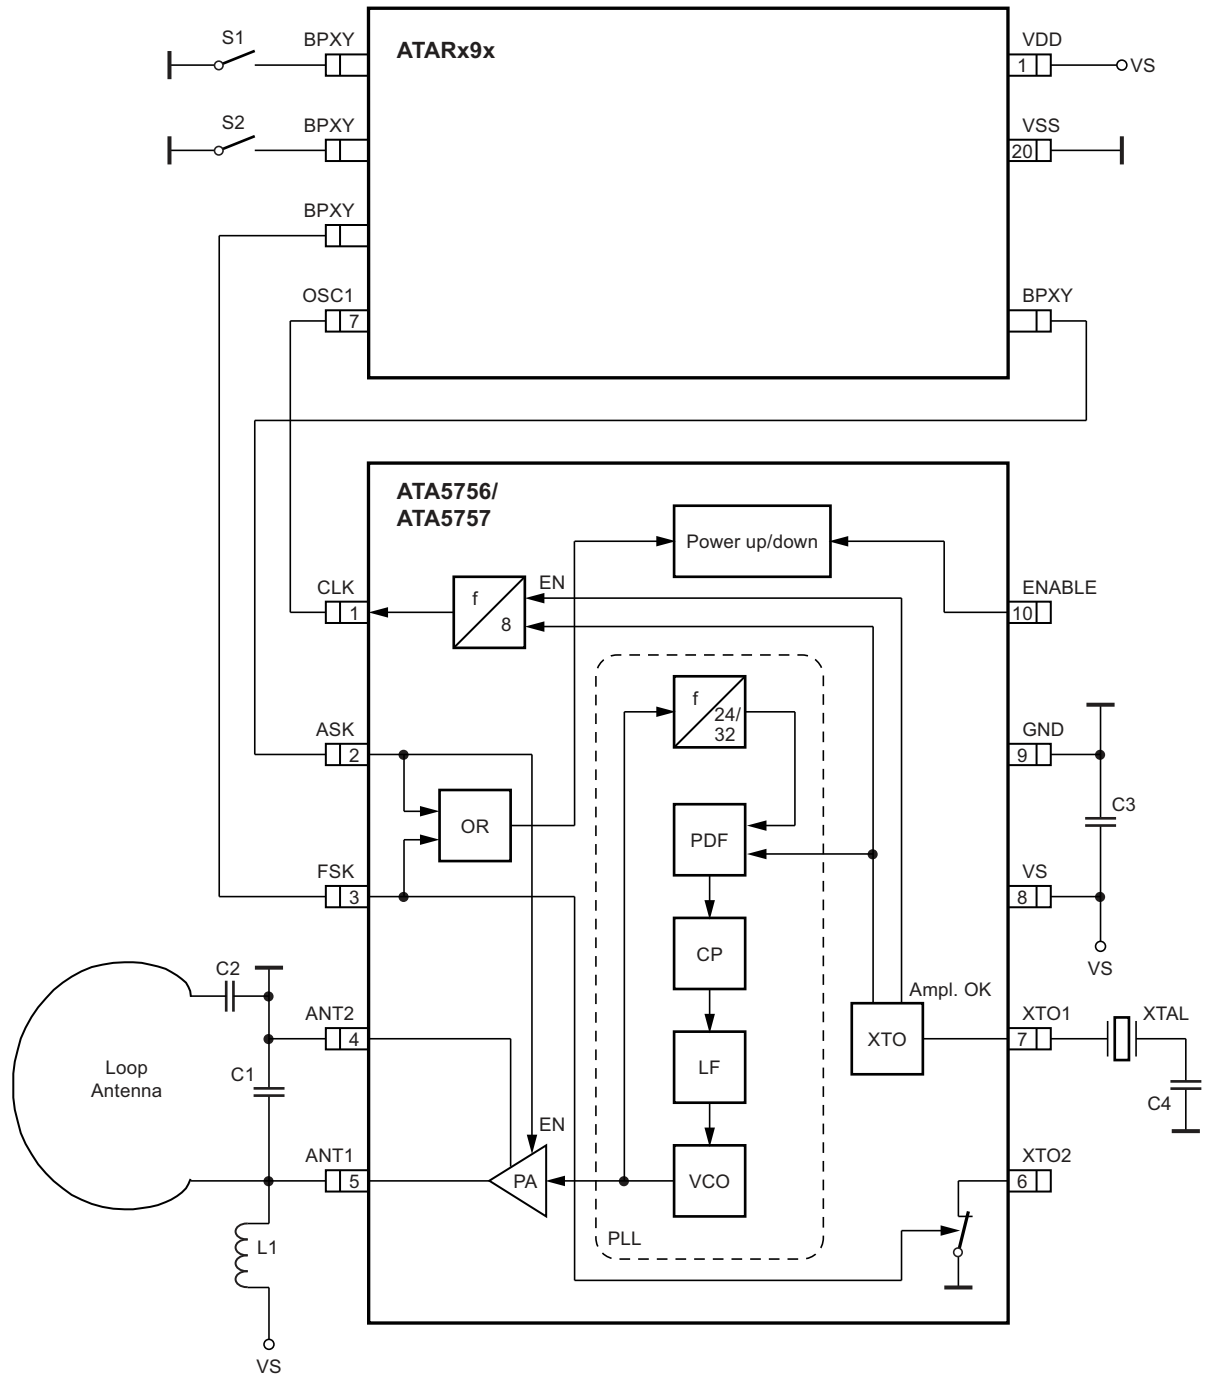 S1
BPXY
ATARx9x
VDD
1
VS
S2
BPXY
VSS
20
BPXY
OSC1
7
BPXY
ATA5756/
ATA5757
Power up/down
CLK
1
f
8
EN
ENABLE
10
f
24/
32
ASK
2
GND
9
OR
PDF
C3
FSK
3
VS
8
CP
VS
C2
Ampl. OK
ANT2
4
XTO
XTO1
7
XTAL
Loop
Antenna
C1
LF
C4
EN
ANT1
5
PA
VCO
XTO2
6
PLL
L1
VS